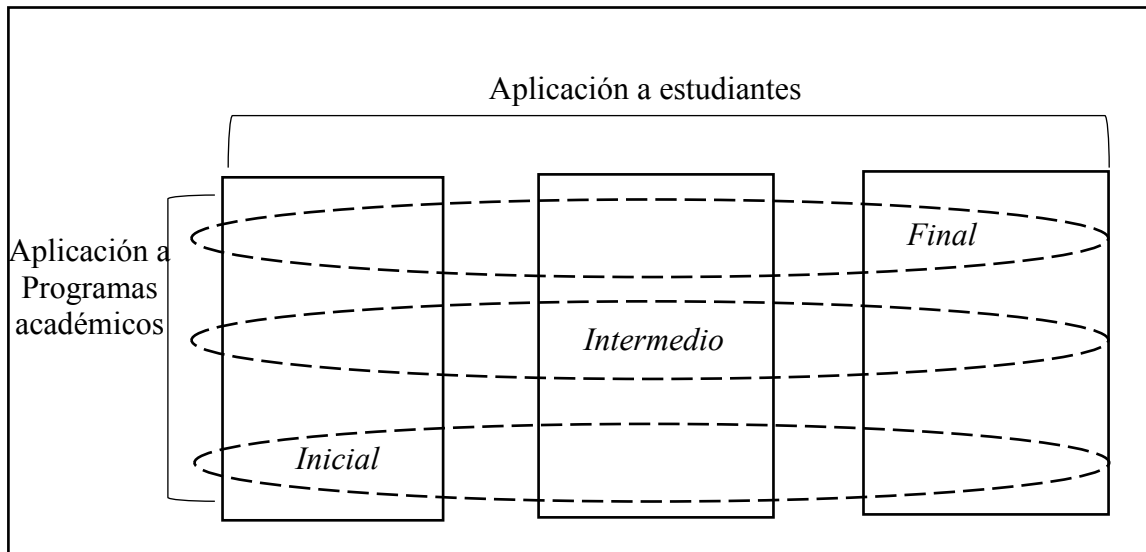 Aplicación a estudiantes
Aplicación a
Programas
académicos
Final
Intermedio
Inicial